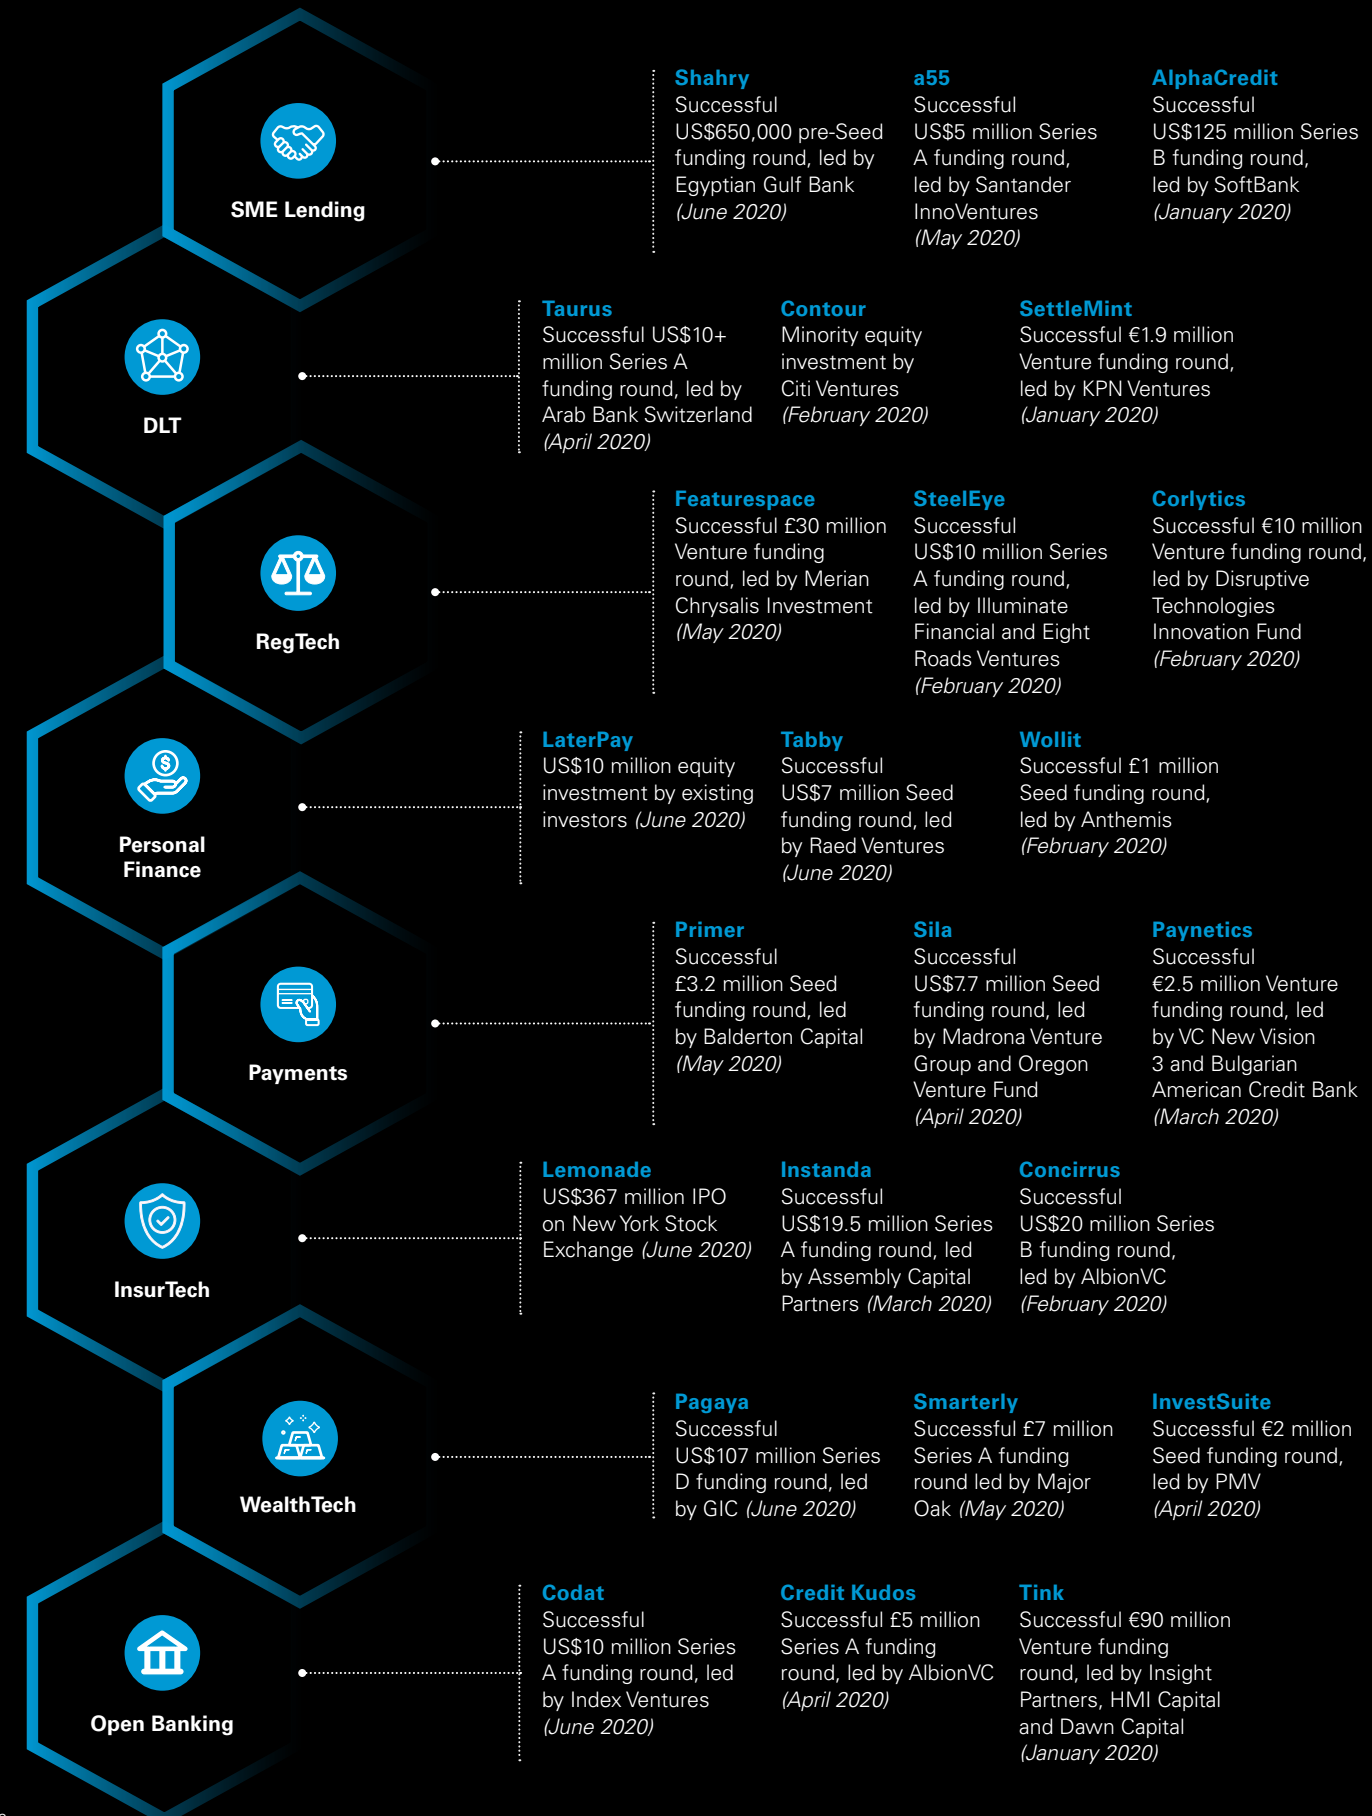 SME Lending
Shahry
Successful
US$650,000 pre-Seed
funding round, led by
Egyptian Gulf Bank
(June 2020)
a55
Successful
US$5 million Series
A funding round,
led by Santander
InnoVentures
(May 2020)
AlphaCredit
Successful
US$125 million Series
B funding round,
led by SoftBank
(January 2020)
DLT
Taurus
Successful US$10+
million Series A
funding round, led by
Arab Bank Switzerland
(April 2020)
Contour
Minority equity
investment by
Citi Ventures
(February 2020)
SettleMint
Successful €1.9 million
Venture funding round,
led by KPN Ventures
(January 2020)
RegTech
Featurespace
Successful £30 million
Venture funding
round, led by Merian
Chrysalis Investment
(May 2020)
SteelEye
Successful
US$10 million Series
A funding round,
led by Illuminate
Financial and Eight
Roads Ventures
(February 2020)
Corlytics
Successful €10 million
Venture funding round,
led by Disruptive
Technologies
Innovation Fund
(February 2020)
Personal
Finance
LaterPay
US$10 million equity
investment by existing
investors (June 2020)
Tabby
Successful
US$7 million Seed
funding round, led
by Raed Ventures
(June 2020)
Wollit
Successful £1 million
Seed funding round,
led by Anthemis
(February 2020)
Payments
Primer
Successful
£3.2 million Seed
funding round, led
by Balderton Capital
(May 2020)
Sila
Successful
US$7.7 million Seed
funding round, led
by Madrona Venture
Group and Oregon
Venture Fund
(April 2020)
Paynetics
Successful
€2.5 million Venture
funding round, led
by VC New Vision
3 and Bulgarian
American Credit Bank
(March 2020)
InsurTech
Lemonade
US$367 million IPO
on New York Stock
Exchange (June 2020)
Instanda
Successful
US$19.5 million Series
A funding round, led
by Assembly Capital
Partners (March 2020)
Concirrus
Successful
US$20 million Series
B funding round,
led by AlbionVC
(February 2020)
WealthTech
Pagaya
Successful
US$107 million Series
D funding round, led
by GIC (June 2020)
Smarterly
Successful £7 million
Series A funding
round led by Major
Oak (May 2020)
InvestSuite
Successful €2 million
Seed funding round,
led by PMV
(April 2020)
Open Banking
Codat
Successful
US$10 million Series
A funding round, led
by Index Ventures
(June 2020)
Credit Kudos
Successful £5 million
Series A funding
round, led by AlbionVC
(April 2020)
Tink
Successful €90 million
Venture funding
round, led by Insight
Partners, HMI Capital
and Dawn Capital
(January 2020)